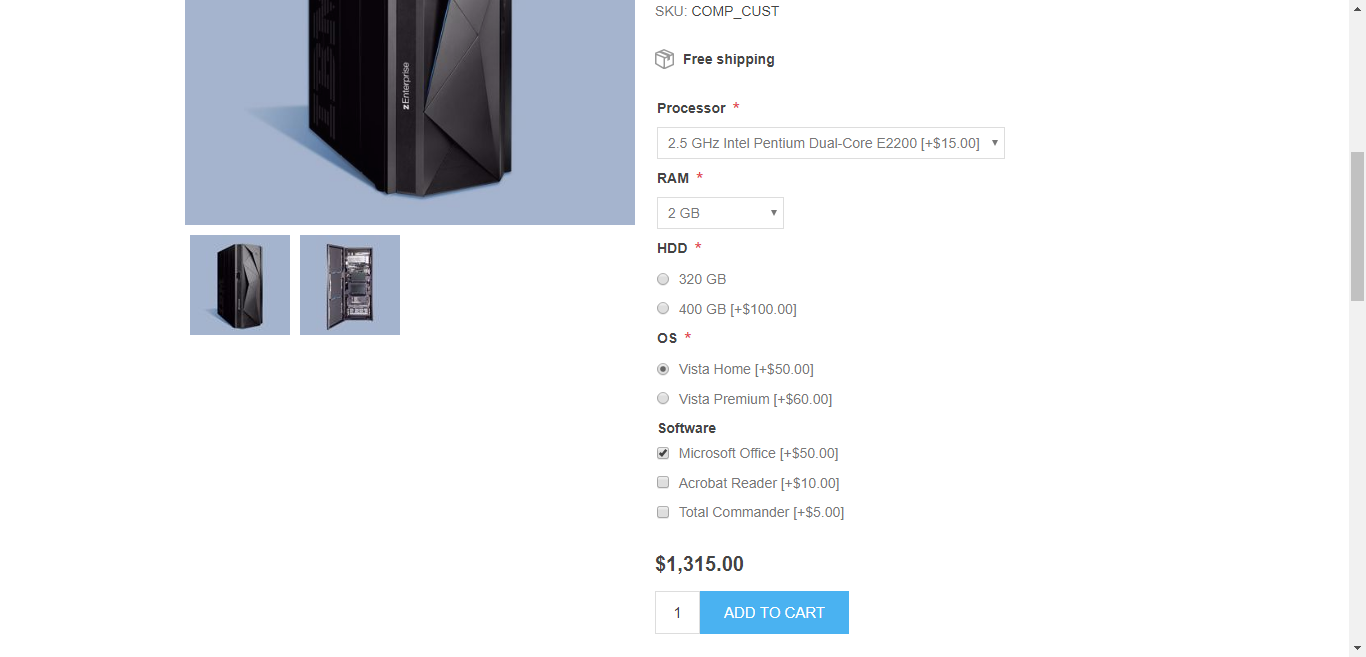 SKU: COMP_CUST
Free shipping
zEnterprise
Processor *
2.5 GHz Intel Pentium Dual-Core E2200 [+$15.00]
RAM *
2 GB
HDD *
320 GB
400 GB [+$100.00]
OS *
Vista Home [+$50.00]
Vista Premium [+$60.00]
Software
Microsoft Office [+$50.00]
Acrobat Reader [+$10.00]
Total Commander [+$5.00]
$1,315.00
1 ADD TO CART